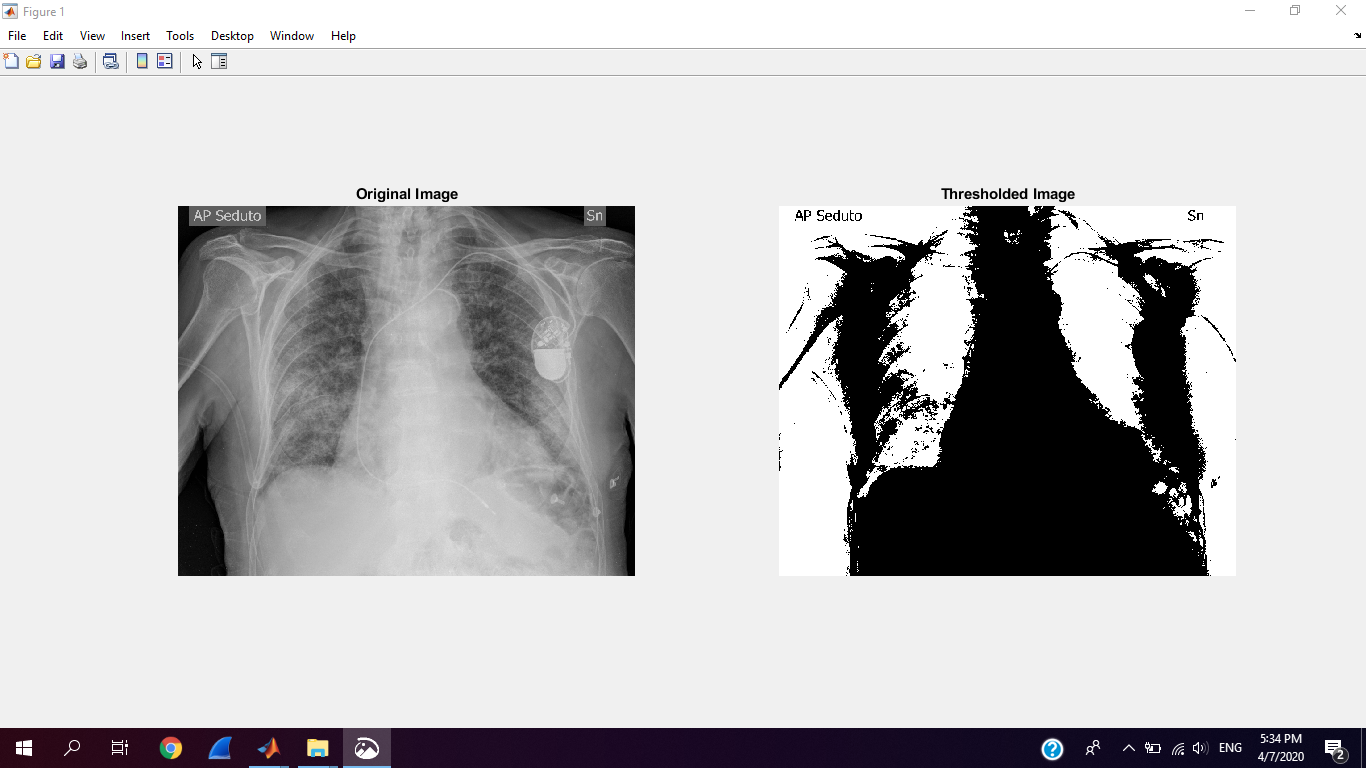 Figure 1
File Edit View Insert Tools Desktop Window Help
Original Image
Thresholded Image
AP Seduto
Sn
AP Seduto
Sn
ENG
5:34 PM
4/7/2020
2